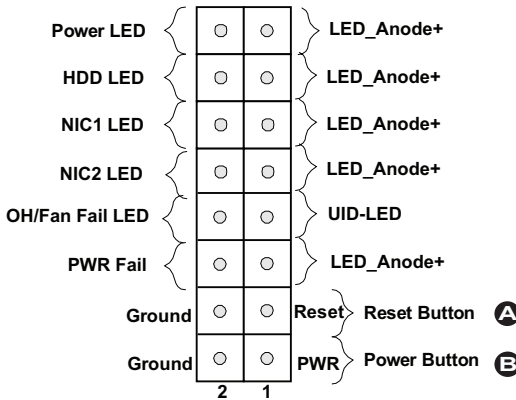 Power LED LED_Anode+
HDD LED LED_Anode+
NIC1 LED LED_Anode+
NIC2 LED LED_Anode+
OH/Fan Fail LED UID-LED
PWR Fail LED_Anode+
Ground Reset Reset Button A
Ground PWR Power Button B
2 1